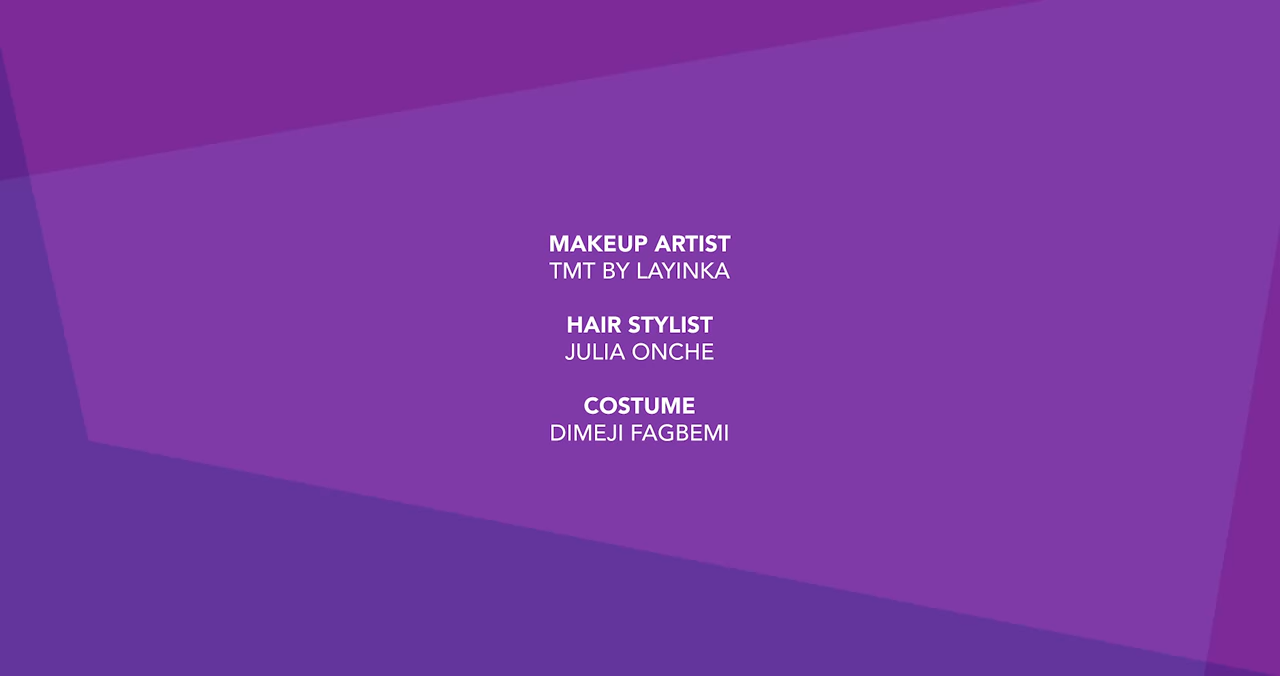 MAKEUP ARTIST
TMT BY LAYINKA
HAIR STYLIST
JULIA ONCHE
COSTUME
DIMEJI FAGBEMI